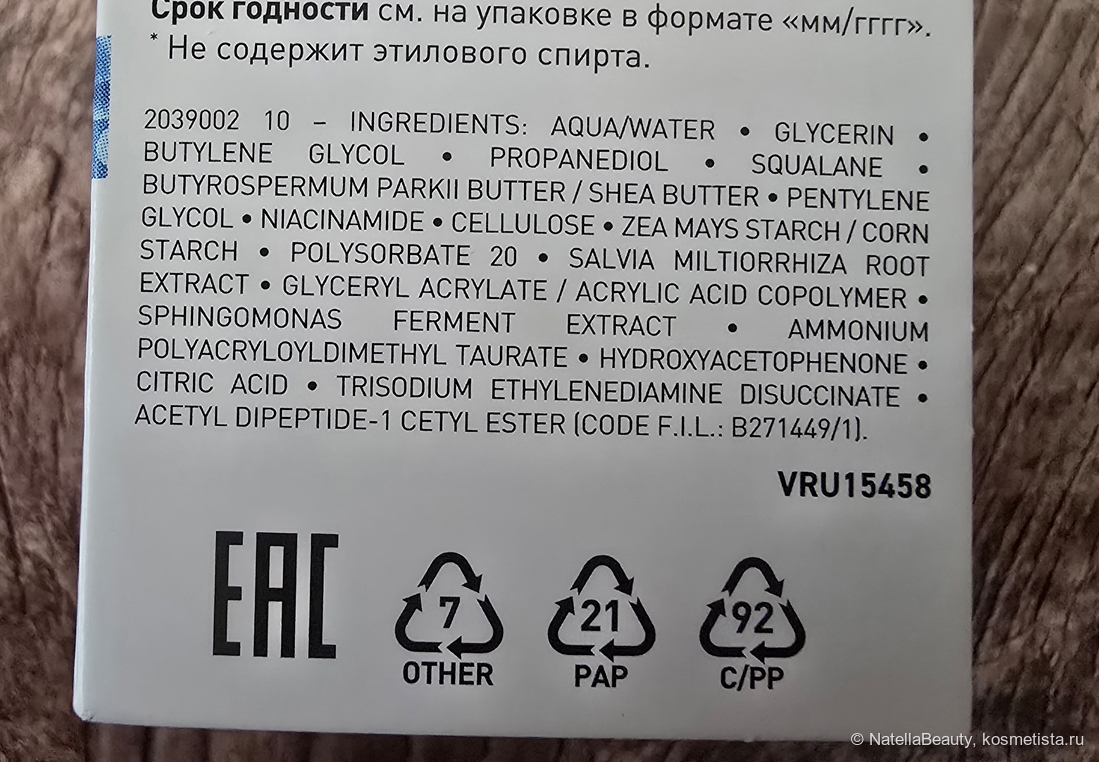 Срок годности см. на упаковке в формате «мм/гггг».
* Не содержит этилового спирта.
2039002 10 – INGREDIENTS: AQUA/WATER • GLYCERIN •
BUTYLENE GLYCOL • PROPANEDIOL • SQUALANE •
BUTYROSPERMUM PARKII BUTTER / SHEA BUTTER • PENTYLENE
GLYCOL • NIACINAMIDE • CELLULOSE • ZEA MAYS STARCH / CORN
STARCH • POLYSORBATE 20 • SALVIA MILTIORRHIZA ROOT
EXTRACT • GLYCERYL ACRYLATE / ACRYLIC ACID COPOLYMER •
SPHINGOMONAS FERMENT EXTRACT • AMMONIUM
POLYACRYLOYLDIMETHYL TAURATE • HYDROXYACETOPHENONE •
CITRIC ACID • TRISODIUM ETHYLENEDIAMINE DISUCCINATE •
ACETYL DIPEPTIDE-1 CETYL ESTER (CODE F.I.L.: B271449/1).
VRU15458
EAC
7 21 92
OTHER PAP C/PP
© NatellaBeauty, kosmetista.ru